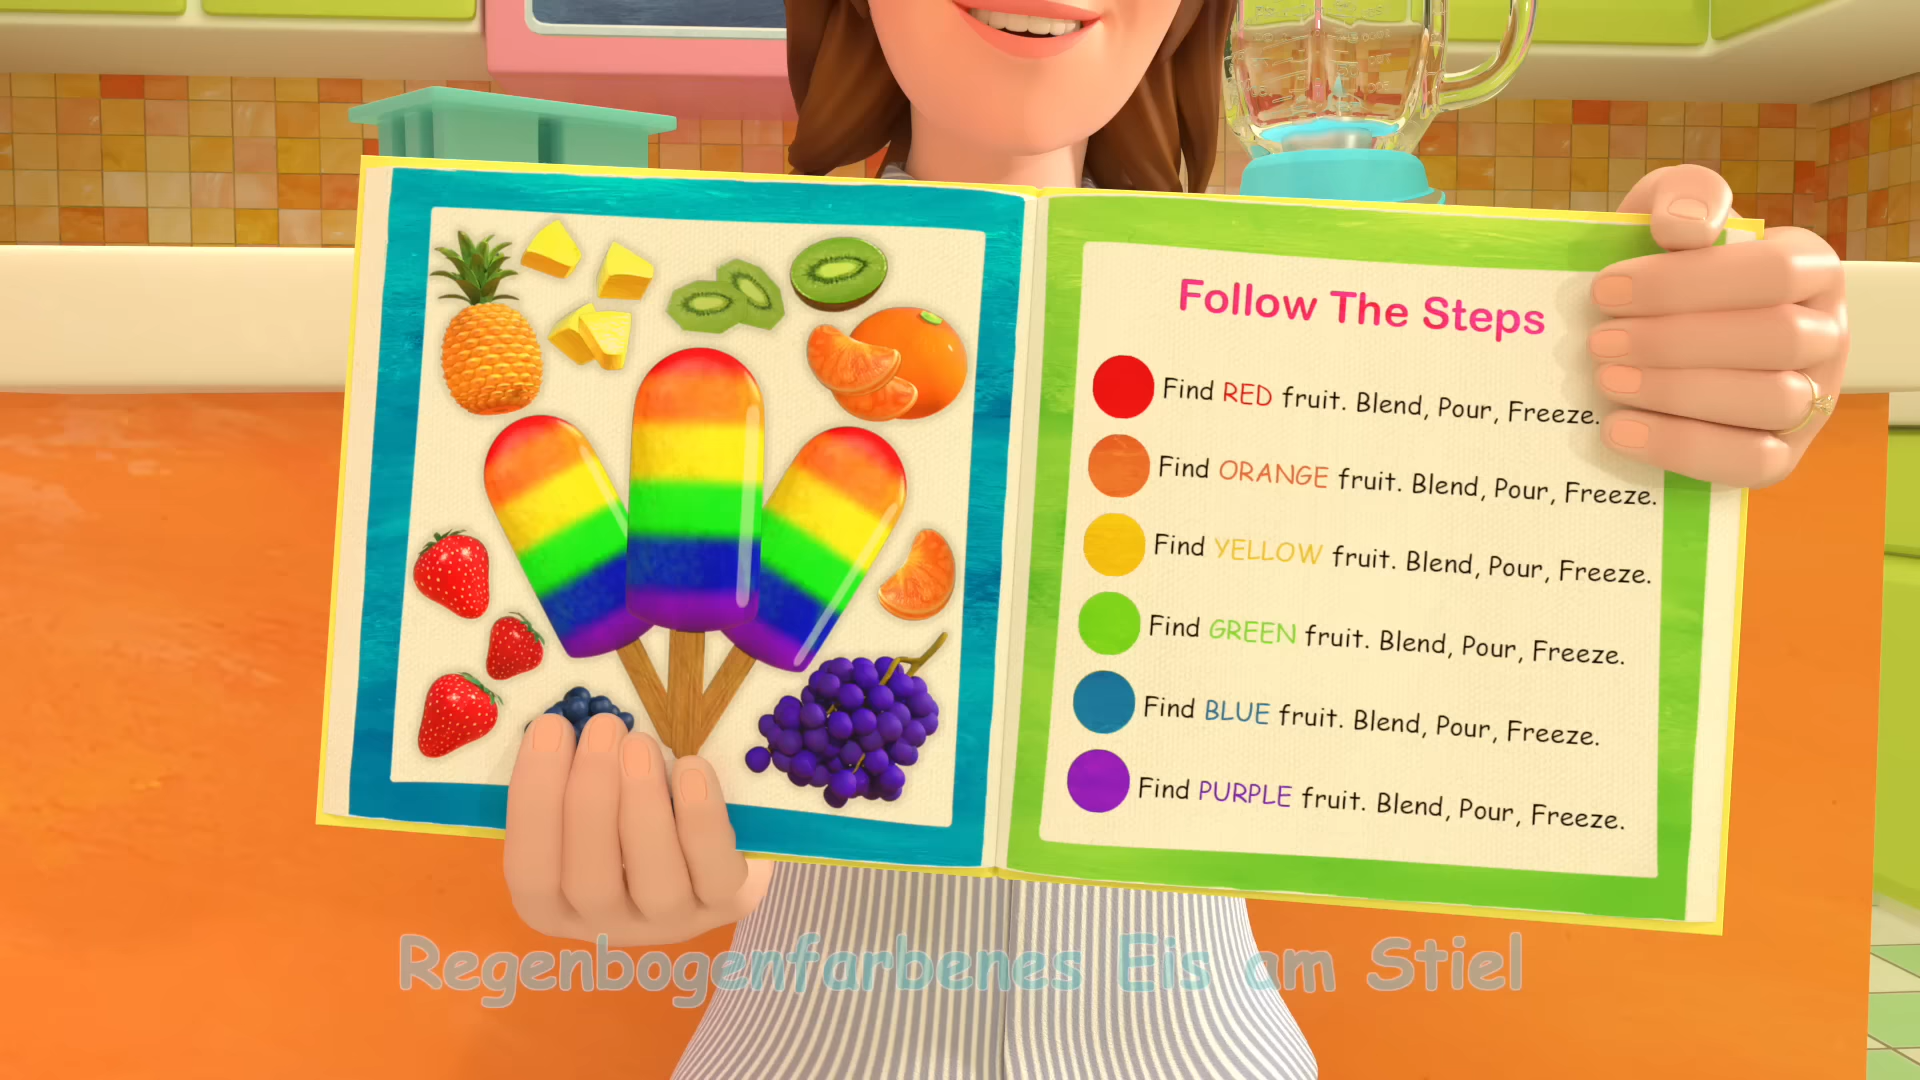 Follow The Steps
Find RED fruit. Blend, Pour, Freeze.
Find ORANGE fruit. Blend, Pour, Freeze.
Find YELLOW fruit. Blend, Pour, Freeze.
Find GREEN fruit. Blend, Pour, Freeze.
Find BLUE fruit. Blend, Pour, Freeze.
Find PURPLE fruit. Blend, Pour, Freeze.
Regenbogenfarbenes Eis am Stiel